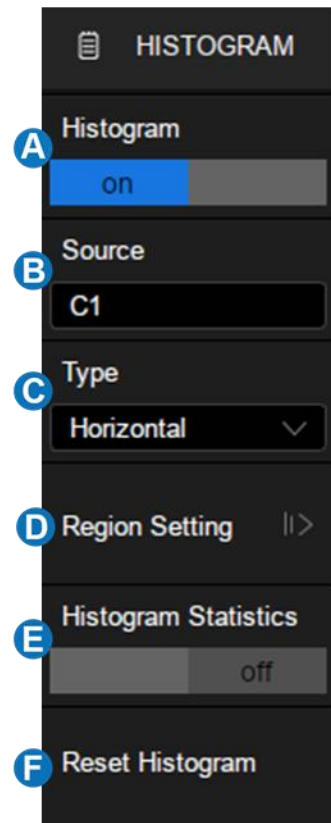 HISTOGRAM
A
Histogram
on
B
Source
C1
C
Type
Horizontal
D
Region Setting
E
Histogram Statistics
off
F
Reset Histogram